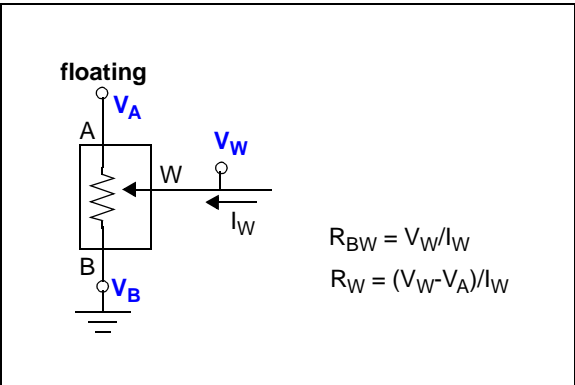 floating
VA
A
VW
W
IW
RBW = VW/IW
RW = (VW-VA)/IW
B
VB